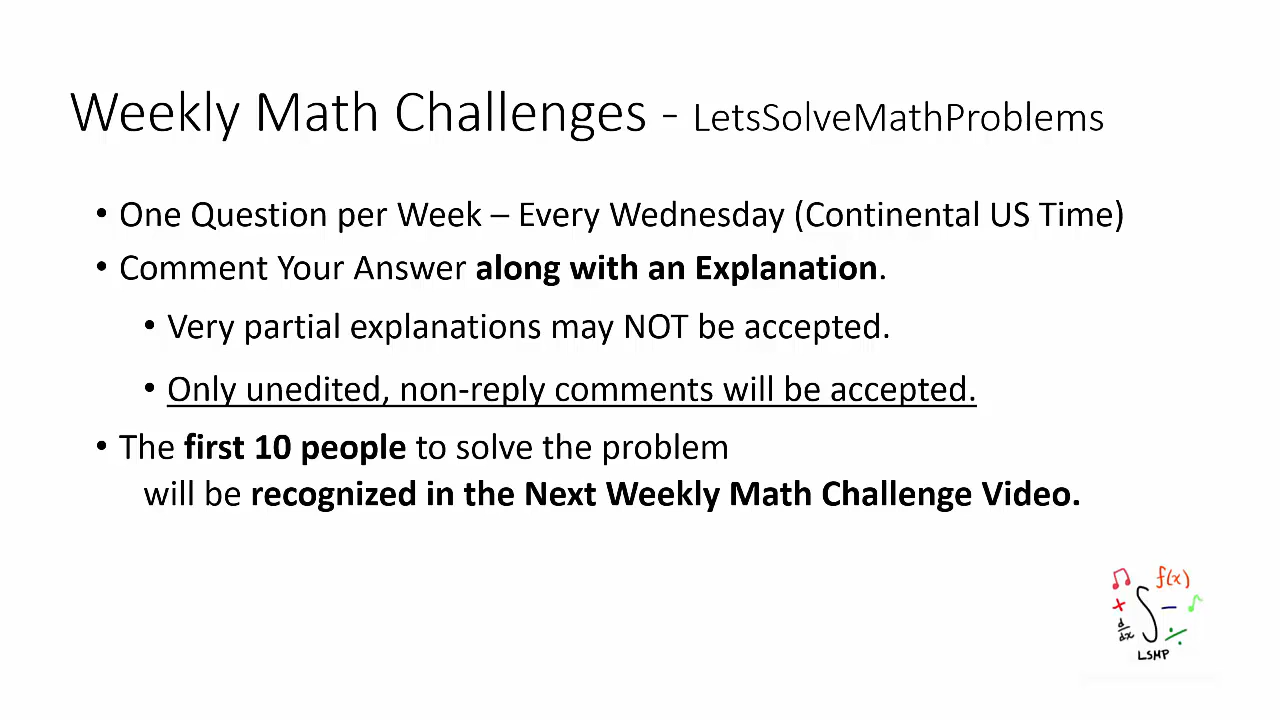 Weekly Math Challenges - LetsSolveMathProblems
• One Question per Week – Every Wednesday (Continental US Time)
• Comment Your Answer along with an Explanation.
• Very partial explanations may NOT be accepted.
• Only unedited, non-reply comments will be accepted.
• The first 10 people to solve the problem
will be recognized in the Next Weekly Math Challenge Video.
f(x)
+ ∫ –
d/dx ÷
LSMP